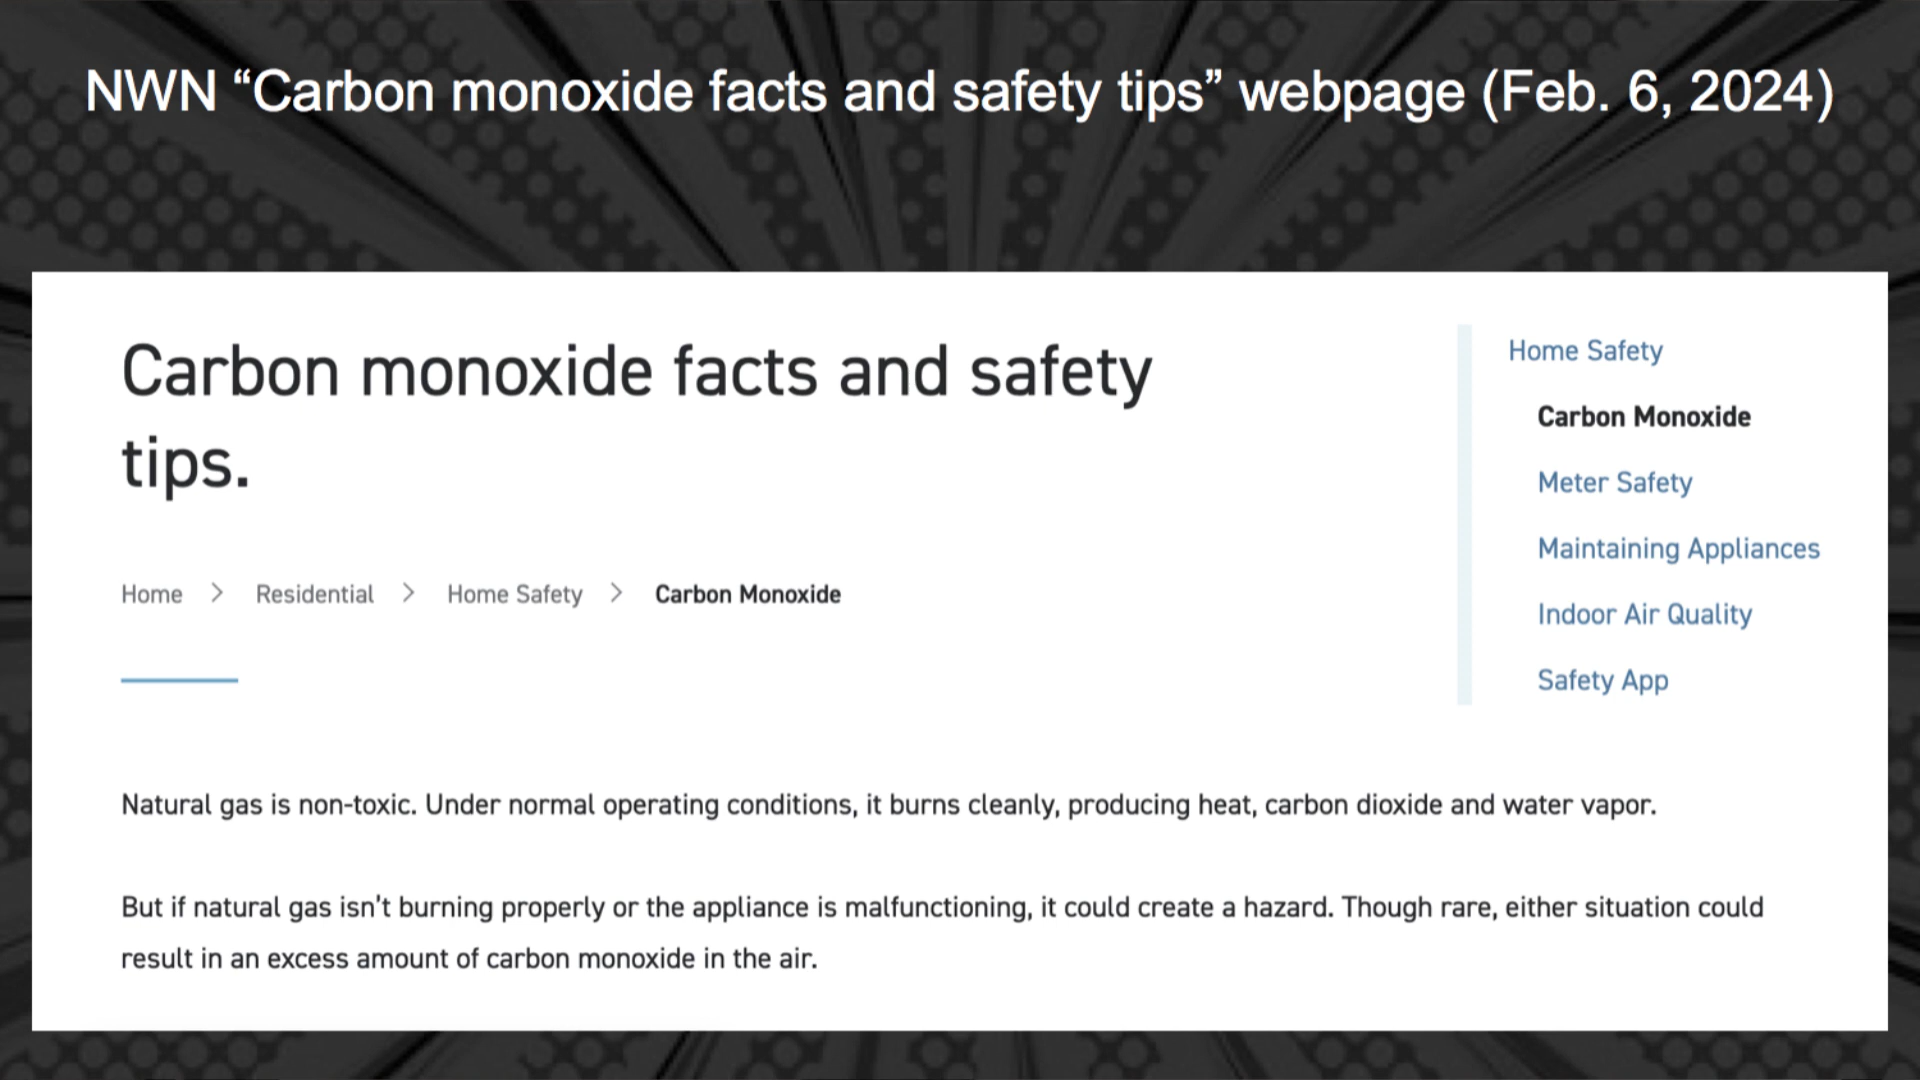 NWN “Carbon monoxide facts and safety tips” webpage (Feb. 6, 2024)
Carbon monoxide facts and safety
tips.
Home > Residential > Home Safety > Carbon Monoxide
Home Safety
Carbon Monoxide
Meter Safety
Maintaining Appliances
Indoor Air Quality
Safety App
Natural gas is non-toxic. Under normal operating conditions, it burns cleanly, producing heat, carbon dioxide and water vapor.
But if natural gas isn’t burning properly or the appliance is malfunctioning, it could create a hazard. Though rare, either situation could
result in an excess amount of carbon monoxide in the air.